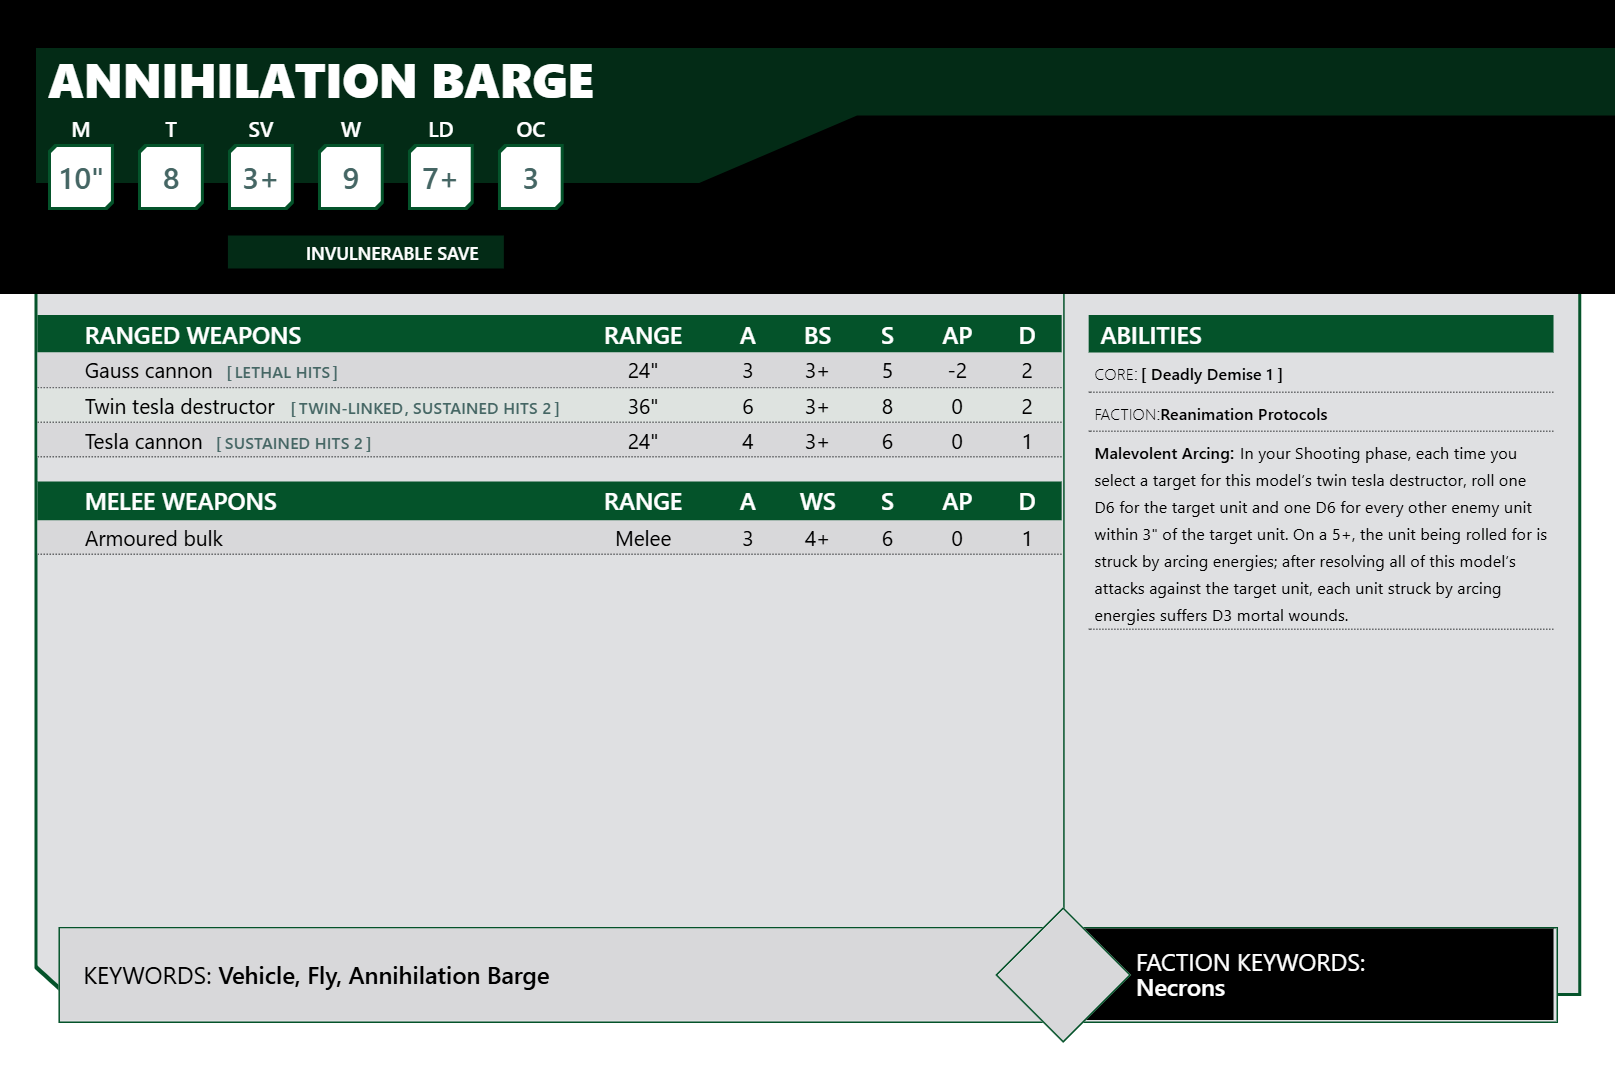 ANNIHILATION BARGE
M T SV W LD OC
10" 8 3+ 9 7+ 3
INVULNERABLE SAVE
RANGED WEAPONS RANGE A BS S AP D
Gauss cannon [ LETHAL HITS ] 24" 3 3+ 5 -2 2
Twin tesla destructor [ TWIN-LINKED, SUSTAINED HITS 2 ] 36" 6 3+ 8 0 2
Tesla cannon [ SUSTAINED HITS 2 ] 24" 4 3+ 6 0 1
MELEE WEAPONS RANGE A WS S AP D
Armoured bulk Melee 3 4+ 6 0 1
ABILITIES
CORE: [ Deadly Demise 1 ]
FACTION:Reanimation Protocols
Malevolent Arcing: In your Shooting phase, each time you
select a target for this model’s twin tesla destructor, roll one
D6 for the target unit and one D6 for every other enemy unit
within 3" of the target unit. On a 5+, the unit being rolled for is
struck by arcing energies; after resolving all of this model’s
attacks against the target unit, each unit struck by arcing
energies suffers D3 mortal wounds.
KEYWORDS: Vehicle, Fly, Annihilation Barge
FACTION KEYWORDS:
Necrons